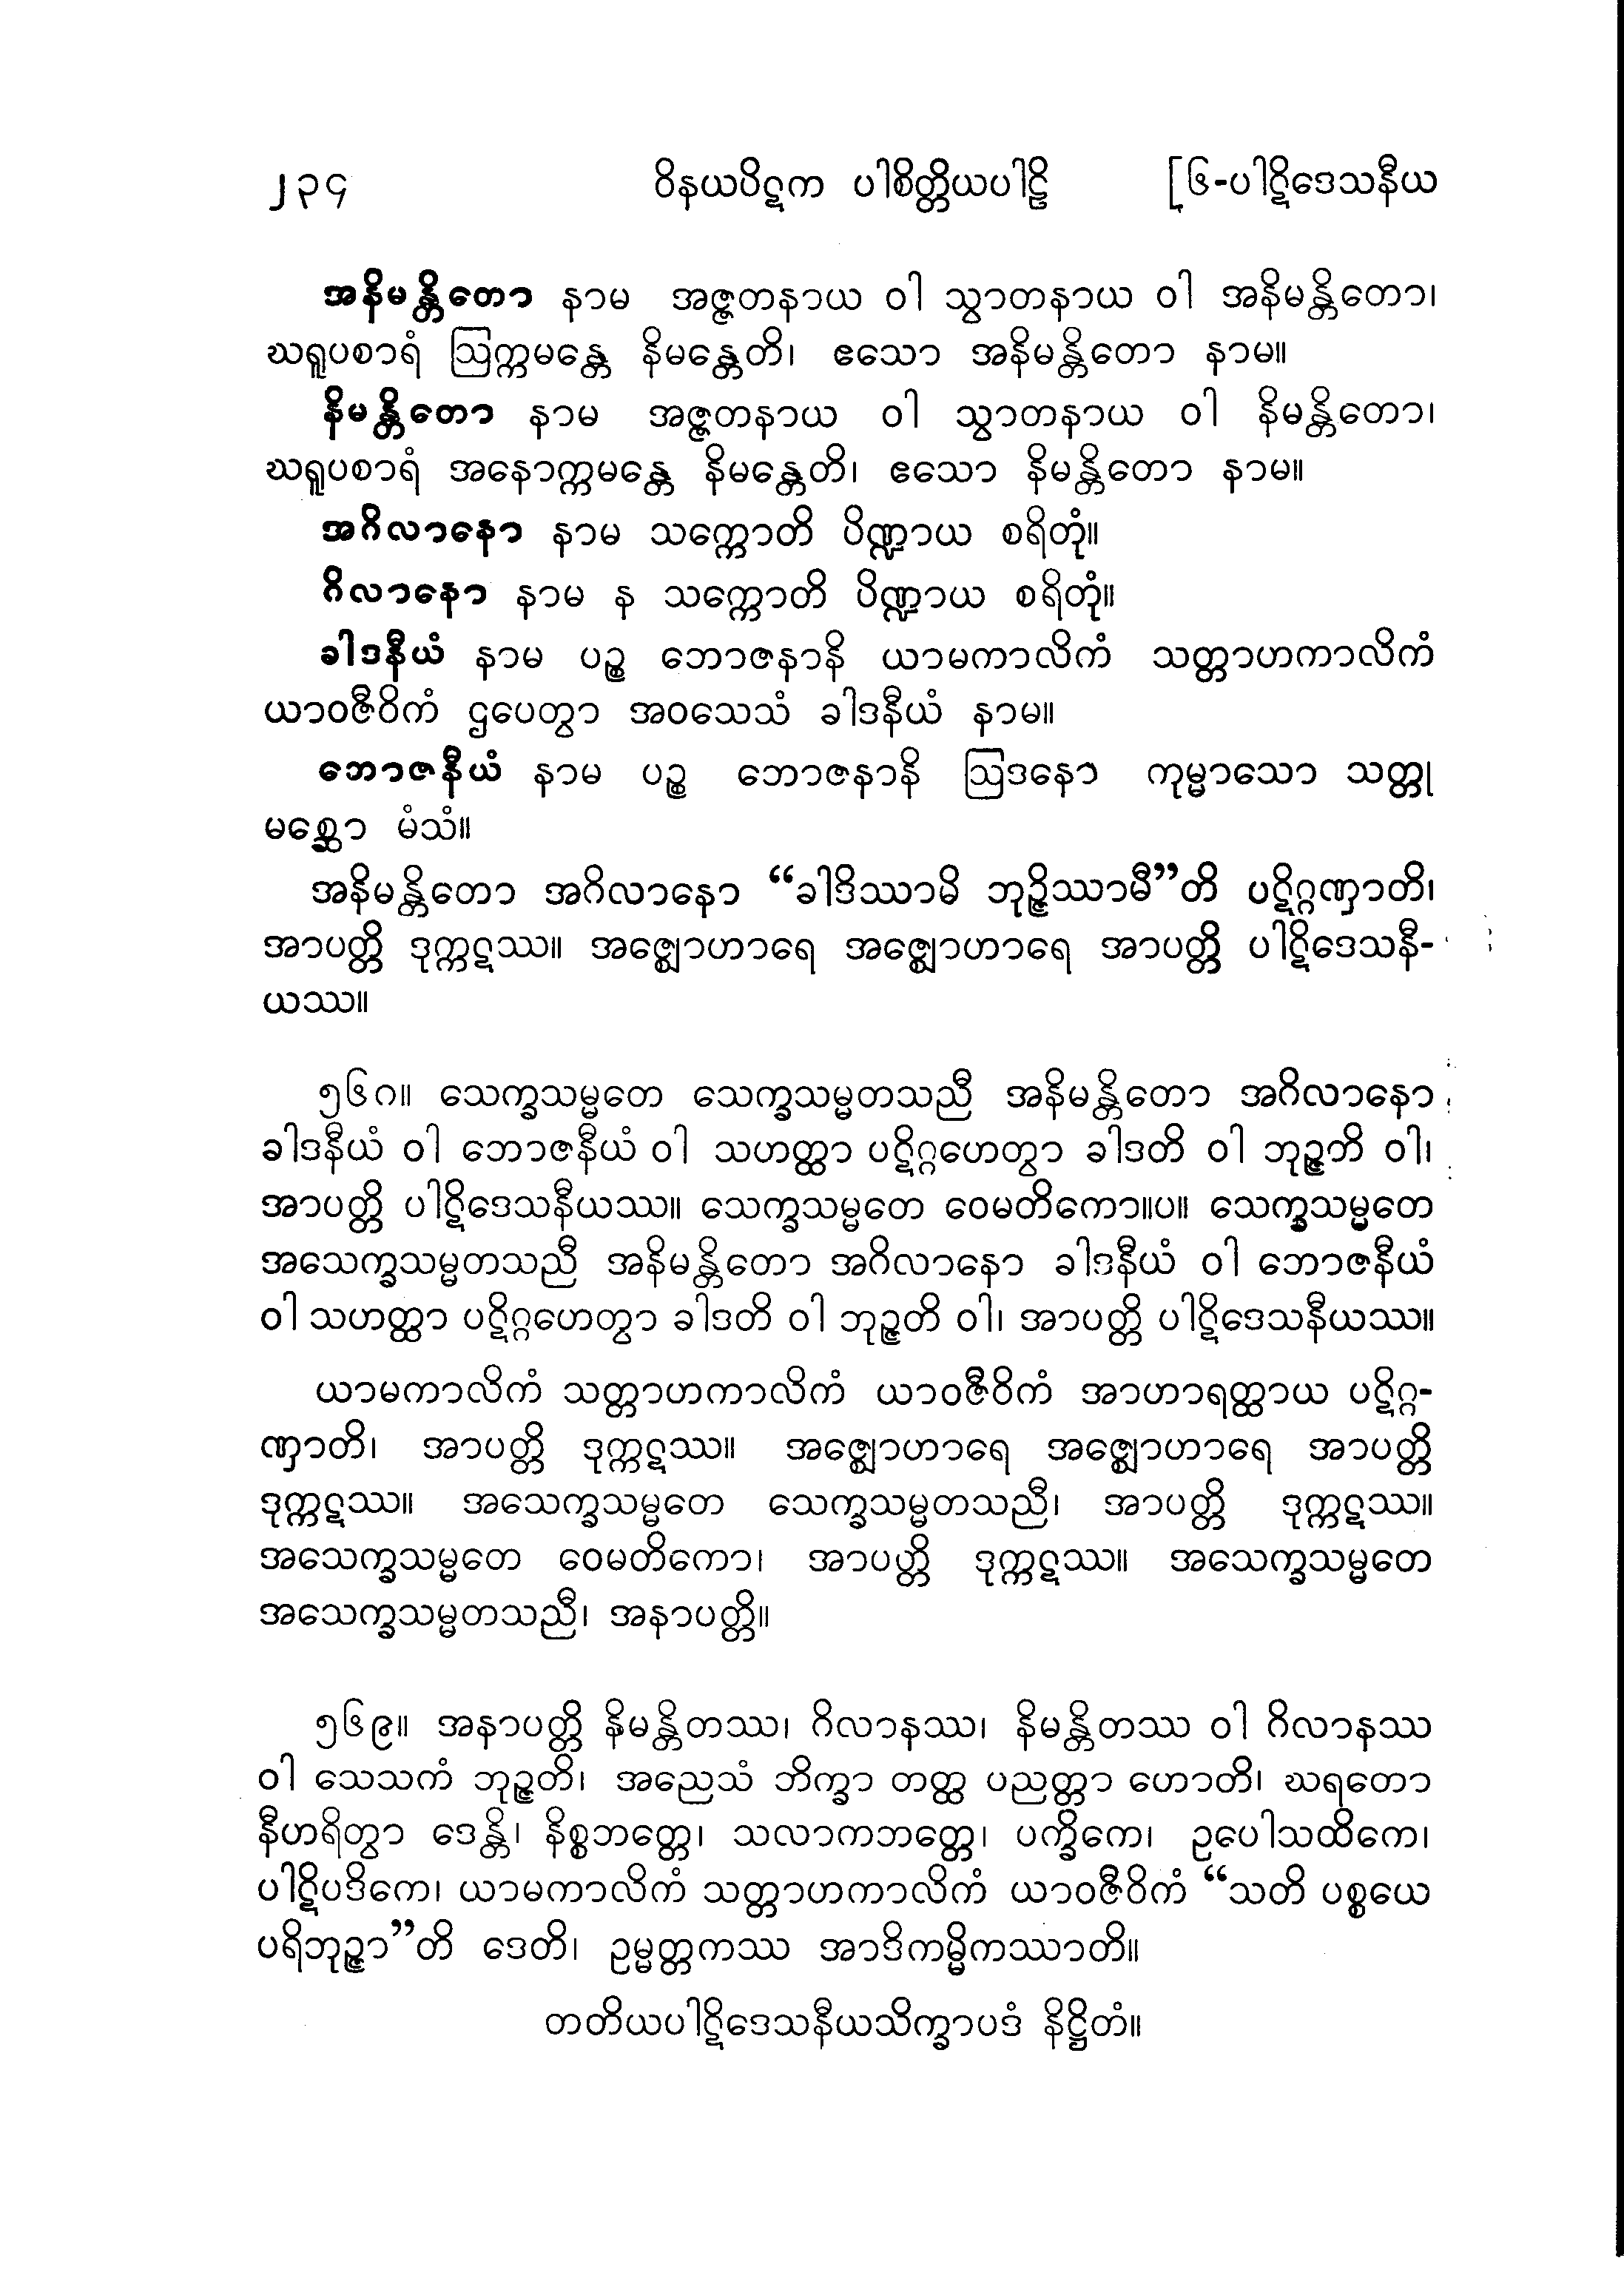 ၂၃၄ ဝိနယပိဋက ပါစိတ္တိယပါဠိ [၆-ပါဋိဒေသနီယ
အနိမန္တိတော နာမ အဇ္ဇတနာယ ဝါ သွာတနာယ ဝါ အနိမန္တိတော၊
ဃရူပစာရံ ဩက္ကမန္တေ နိမန္တေတိ၊ ဧသော အနိမန္တိတော နာမ။
နိမန္တိတော နာမ အဇ္ဇတနာယ ဝါ သွာတနာယ ဝါ နိမန္တိတော၊
ဃရူပစာရံ အနောက္ကမန္တေ နိမန္တေတိ၊ ဧသော နိမန္တိတော နာမ။
အဂိလာနော နာမ သက္ကောတိ ပိဏ္ဍာယ စရိတုံ။
ဂိလာနော နာမ န သက္ကောတိ ပိဏ္ဍာယ စရိတုံ။
ခါဒနီယံ နာမ ပဉ္စ ဘောဇနာနိ ယာမကာလိကံ သတ္တာဟကာလိကံ
ယာဝဇီဝိကံ ဌပေတွာ အဝသေသံ ခါဒနီယံ နာမ။
ဘောဇနီယံ နာမ ပဉ္စ ဘောဇနာနိ ဩဒနော ကုမ္မာသော သတ္တု
မစ္ဆော မံသံ။
အနိမန္တိတော အဂိလာနော “ခါဒိဿာမိ ဘုဉ္ဇိဿာမီ”တိ ပဋိဂ္ဂဏှာတိ၊
အာပတ္တိ ဒုက္ကဋဿ။ အဇ္ဈောဟာရေ အဇ္ဈောဟာရေ အာပတ္တိ ပါဋိဒေသနီ-
ယဿ။
၅၆၈။ သေက္ခသမ္မတေ သေက္ခသမ္မတသညီ အနိမန္တိတော အဂိလာနော
ခါဒနီယံ ဝါ ဘောဇနီယံ ဝါ သဟတ္ထာ ပဋိဂ္ဂဟေတွာ ခါဒတိ ဝါ ဘုဉ္ဇတိ ဝါ၊
အာပတ္တိ ပါဋိဒေသနီယဿ။ သေက္ခသမ္မတေ ဝေမတိကော။ပ။ သေက္ခသမ္မတေ
အသေက္ခသမ္မတသညီ အနိမန္တိတော အဂိလာနော ခါဒနီယံ ဝါ ဘောဇနီယံ
ဝါ သဟတ္ထာ ပဋိဂ္ဂဟေတွာ ခါဒတိ ဝါ ဘုဉ္ဇတိ ဝါ၊ အာပတ္တိ ပါဋိဒေသနီယဿ။
ယာမကာလိကံ သတ္တာဟကာလိကံ ယာဝဇီဝိကံ အာဟာရတ္ထာယ ပဋိဂ္ဂ-
ဏှာတိ၊ အာပတ္တိ ဒုက္ကဋဿ။ အဇ္ဈောဟာရေ အဇ္ဈောဟာရေ အာပတ္တိ
ဒုက္ကဋဿ။ အသေက္ခသမ္မတေ သေက္ခသမ္မတသညီ၊ အာပတ္တိ ဒုက္ကဋဿ။
အသေက္ခသမ္မတေ ဝေမတိကော၊ အာပတ္တိ ဒုက္ကဋဿ။ အသေက္ခသမ္မတေ
အသေက္ခသမ္မတသညီ၊ အနာပတ္တိ။
၅၆၉။ အနာပတ္တိ နိမန္တိတဿ၊ ဂိလာနဿ၊ နိမန္တိတဿ ဝါ ဂိလာနဿ
ဝါ သေသကံ ဘုဉ္ဇတိ၊ အညေသံ ဘိက္ခာ တတ္ထ ပညတ္တာ ဟောတိ၊ ဃရတော
နီဟရိတွာ ဒေန္တိ၊ နိစ္စဘတ္တေ၊ သလာကဘတ္တေ၊ ပက္ခိကေ၊ ဥပေါသထိကေ၊
ပါဋိပဒိကေ၊ ယာမကာလိကံ သတ္တာဟကာလိကံ ယာဝဇီဝိကံ “သတိ ပစ္စယေ
ပရိဘုဉ္ဇာ”တိ ဒေတိ၊ ဥမ္မတ္တကဿ အာဒိကမ္မိကဿာတိ။
တတိယပါဋိဒေသနီယသိက္ခာပဒံ နိဋ္ဌိတံ။